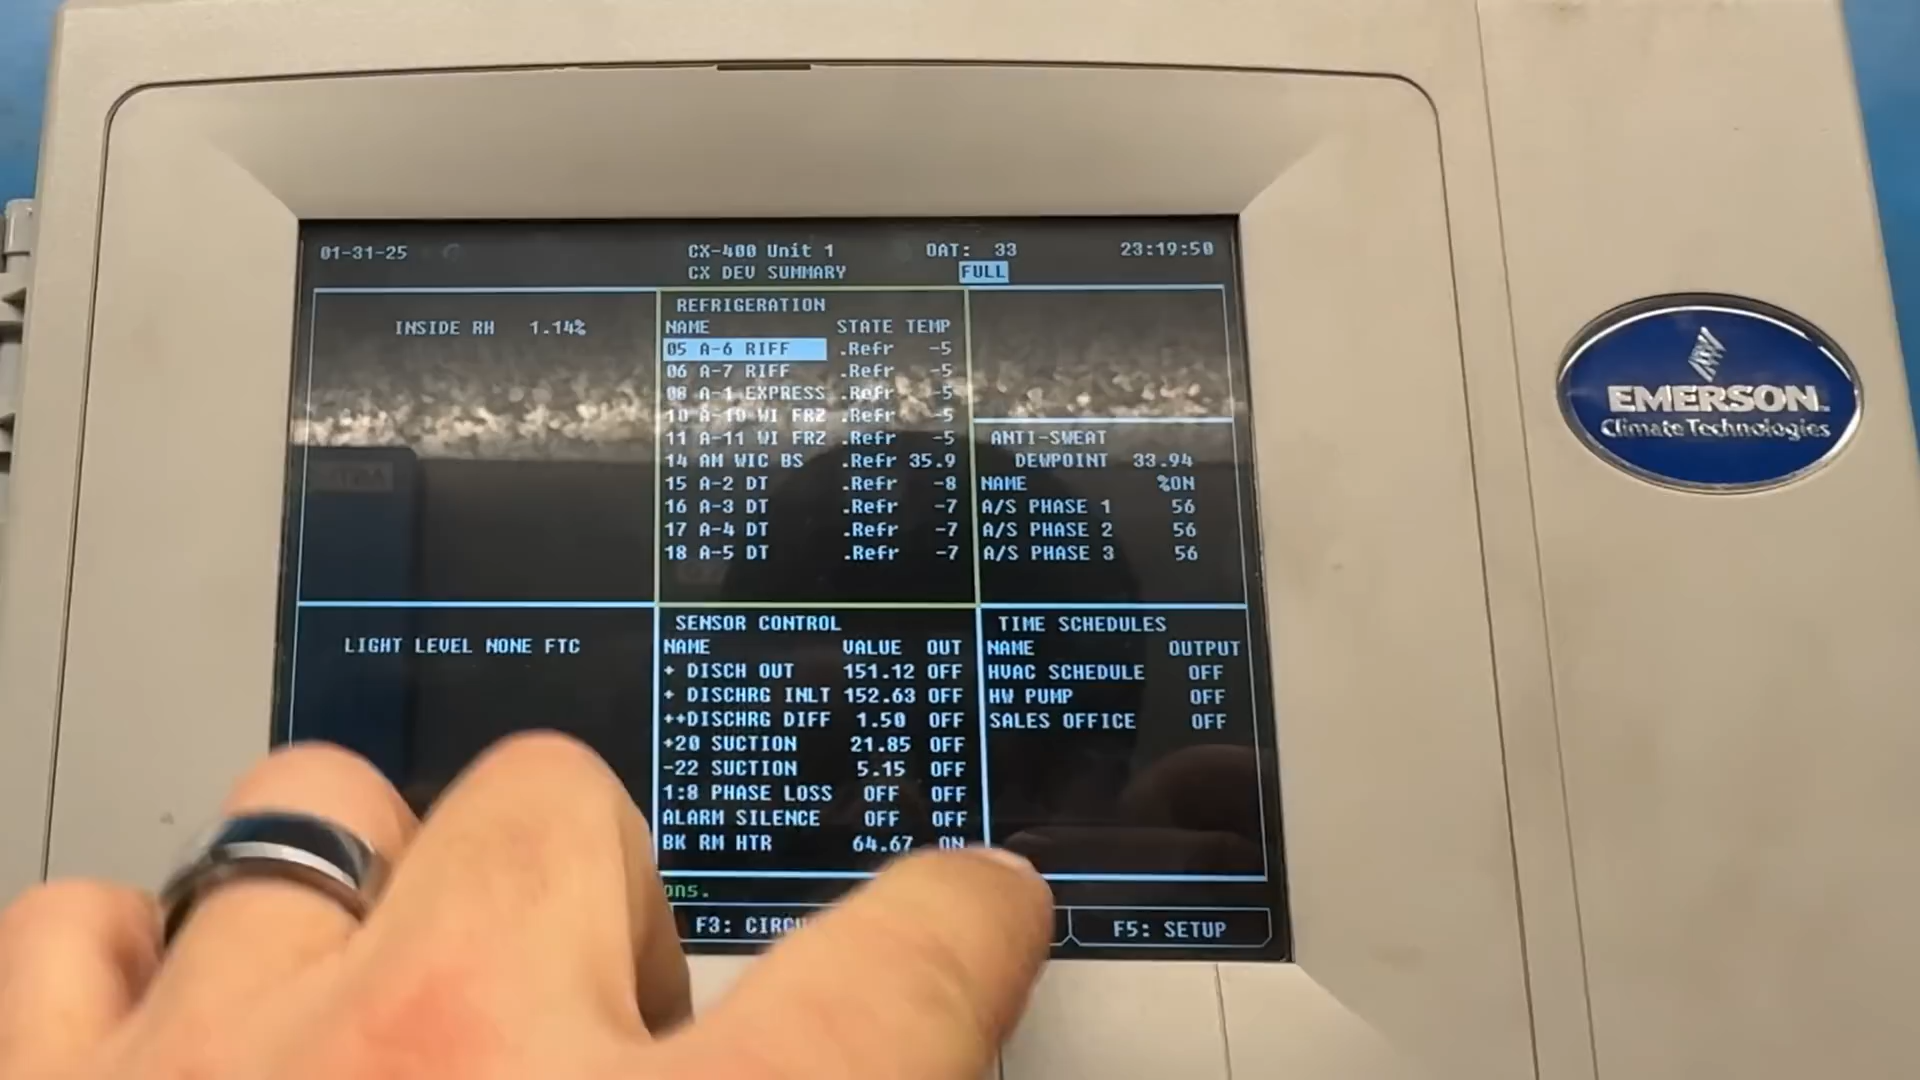 01-31-25
CX-400 Unit 1
OAT: 33
23:19:50
CX DEV SUMMARY
FULL
INSIDE RH 1.14%
REFRIGERATION
NAME STATE TEMP
05 A-6 RIFF .Refr -5
06 A-7 RIFF .Refr -5
08 A-1 EXPRESS .Refr -5
10 A-10 WI FRZ .Refr -5
11 A-11 WI FRZ .Refr -5
14 AM WIC BS .Refr 35.9
15 A-2 DT .Refr -8
16 A-3 DT .Refr -7
17 A-4 DT .Refr -7
18 A-5 DT .Refr -7
ANTI-SWEAT
DEWPOINT 33.94
NAME %ON
A/S PHASE 1 56
A/S PHASE 2 56
A/S PHASE 3 56
LIGHT LEVEL NONE FTC
SENSOR CONTROL
NAME VALUE OUT
+ DISCH OUT 151.12 OFF
+ DISCHRG INLT 152.63 OFF
++DISCHRG DIFF 1.50 OFF
+20 SUCTION 21.85 OFF
-22 SUCTION 5.15 OFF
1:8 PHASE LOSS OFF OFF
ALARM SILENCE OFF OFF
BK RM HTR 64.67 ON
TIME SCHEDULES
NAME OUTPUT
HVAC SCHEDULE OFF
HW PUMP OFF
SALES OFFICE OFF
ons.
F3: CIRCU
F5: SETUP
EMERSON
Climate Technologies